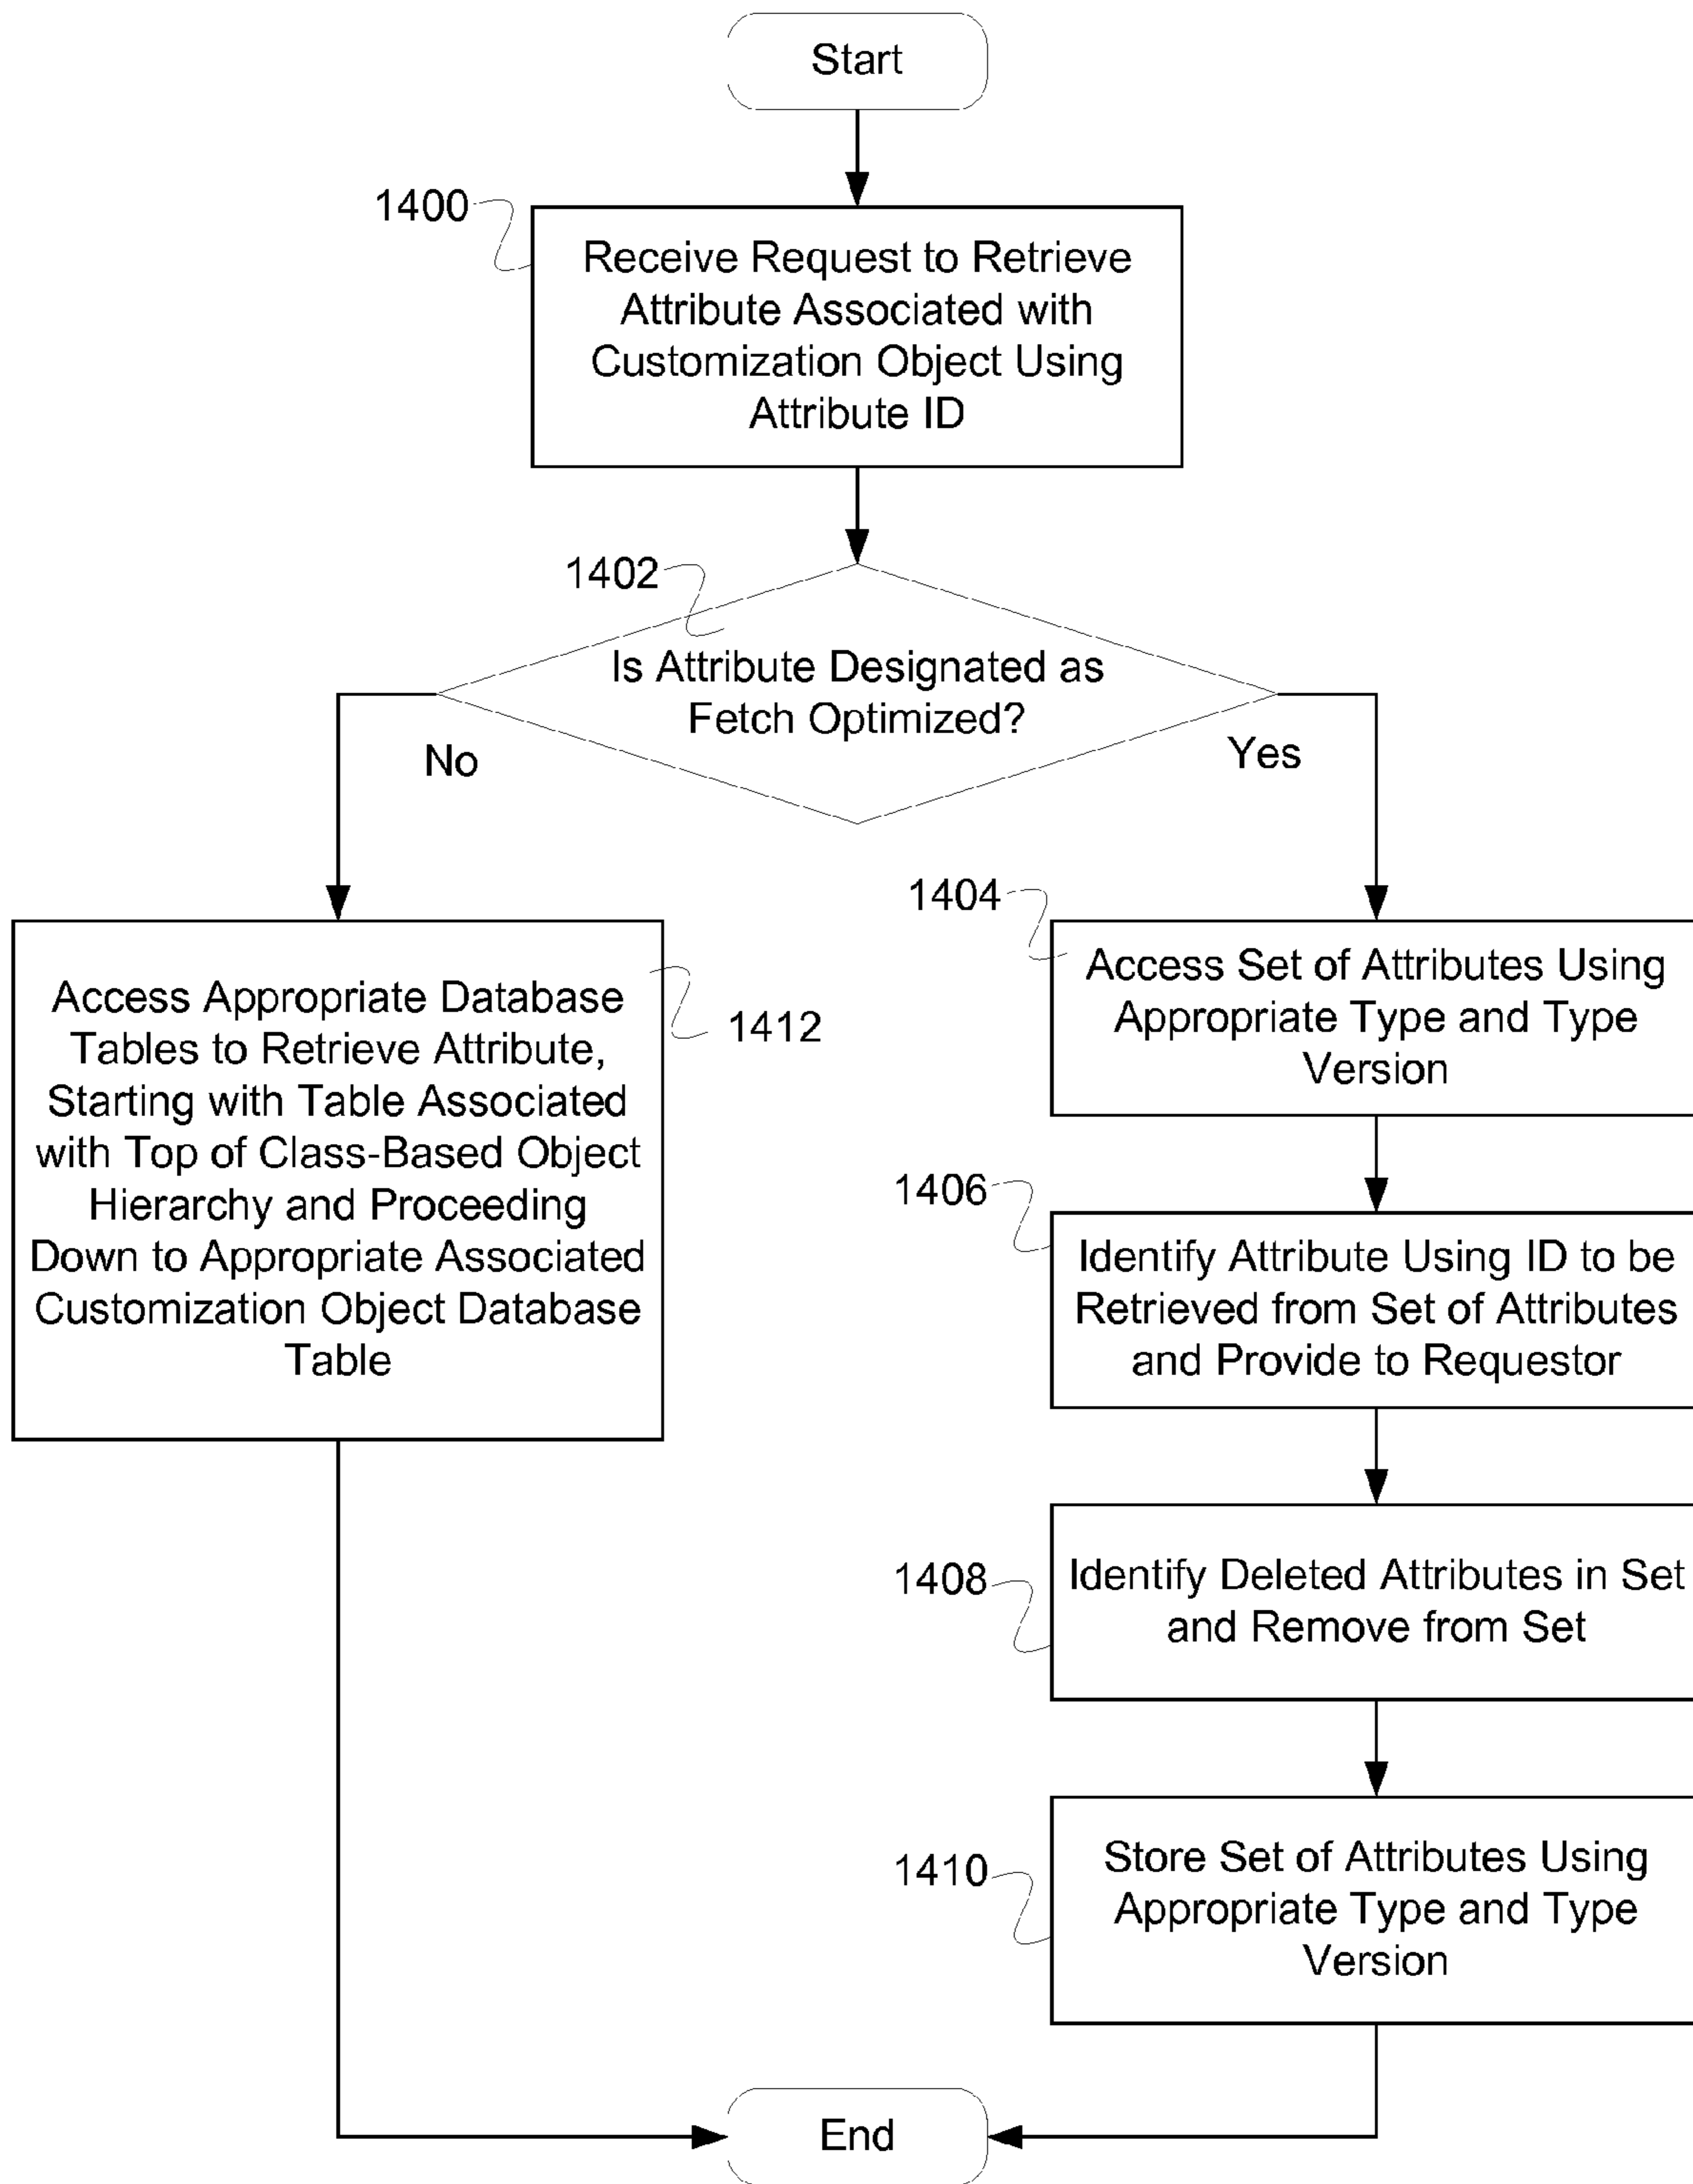 Start
1400
Receive Request to Retrieve
Attribute Associated with
Customization Object Using
Attribute ID
1402
Is Attribute Designated as
Fetch Optimized?
No
Yes
1404
Access Set of Attributes Using
Appropriate Type and Type
Version
Access Appropriate Database
Tables to Retrieve Attribute,
Starting with Table Associated
with Top of Class-Based Object
Hierarchy and Proceeding
Down to Appropriate Associated
Customization Object Database
Table
1412
1406
Identify Attribute Using ID to be
Retrieved from Set of Attributes
and Provide to Requestor
1408
Identify Deleted Attributes in Set
and Remove from Set
1410
Store Set of Attributes Using
Appropriate Type and Type
Version
End